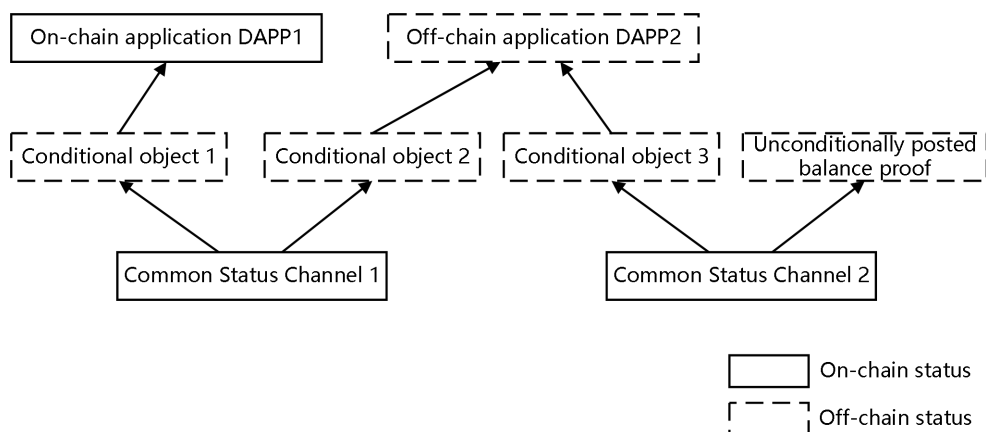 On-chain application DAPP1
Off-chain application DAPP2
Conditional object 1
Conditional object 2
Conditional object 3
Unconditionally posted
balance proof
Common Status Channel 1
Common Status Channel 2
On-chain status
Off-chain status